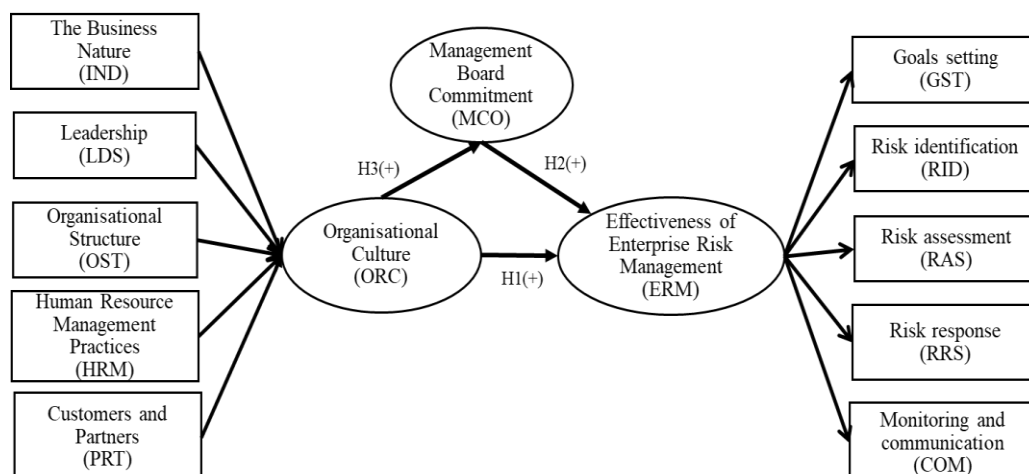 The Business
Nature
(IND)
Leadership
(LDS)
Organisational
Structure
(OST)
Human Resource
Management
Practices
(HRM)
Customers and
Partners
(PRT)
Management
Board
Commitment
(MCO)
H3(+)
H2(+)
Organisational
Culture
(ORC)
H1(+)
Effectiveness of
Enterprise Risk
Management
(ERM)
Goals setting
(GST)
Risk identification
(RID)
Risk assessment
(RAS)
Risk response
(RRS)
Monitoring and
communication
(COM)